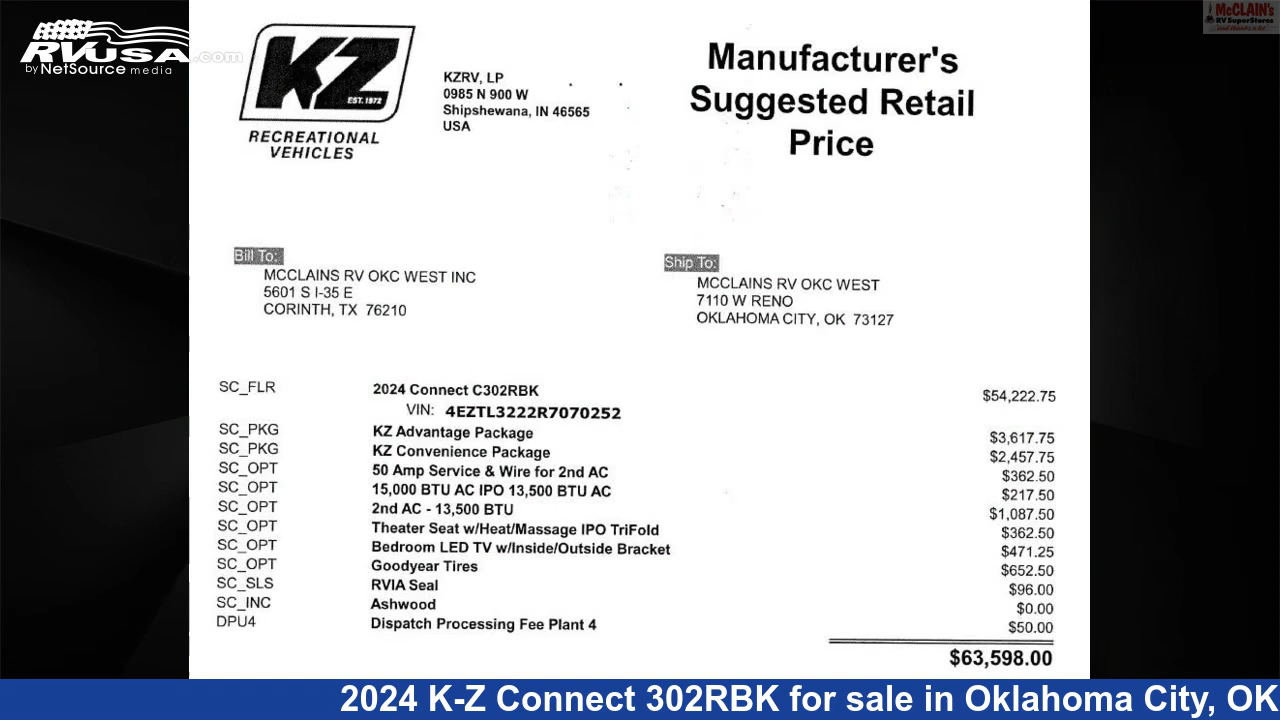 RVUSA.com
by NetSource media
McCLAIN's
RV SuperStores
KZ
EST. 1972
RECREATIONAL
VEHICLES
KZRV, LP
0985 N 900 W
Shipshewana, IN 46565
USA
Manufacturer's
Suggested Retail
Price
Bill To:
MCCLAINS RV OKC WEST INC
5601 S I-35 E
CORINTH, TX 76210
Ship To:
MCCLAINS RV OKC WEST
7110 W RENO
OKLAHOMA CITY, OK 73127
SC_FLR 2024 Connect C302RBK $54,222.75
VIN: 4EZTL3222R7070252
SC_PKG KZ Advantage Package $3,617.75
SC_PKG KZ Convenience Package $2,457.75
SC_OPT 50 Amp Service & Wire for 2nd AC $362.50
SC_OPT 15,000 BTU AC IPO 13,500 BTU AC $217.50
SC_OPT 2nd AC - 13,500 BTU $1,087.50
SC_OPT Theater Seat w/Heat/Massage IPO TriFold $362.50
SC_OPT Bedroom LED TV w/Inside/Outside Bracket $471.25
SC_OPT Goodyear Tires $652.50
SC_SLS RVIA Seal $96.00
SC_INC Ashwood $0.00
DPU4 Dispatch Processing Fee Plant 4 $50.00
$63,598.00
2024 K-Z Connect 302RBK for sale in Oklahoma City, OK